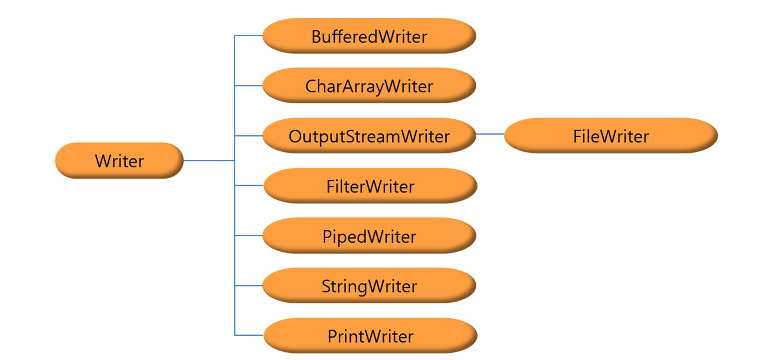 BufferedWriter
CharArrayWriter
OutputStreamWriter
FileWriter
Writer
FilterWriter
PipedWriter
StringWriter
PrintWriter